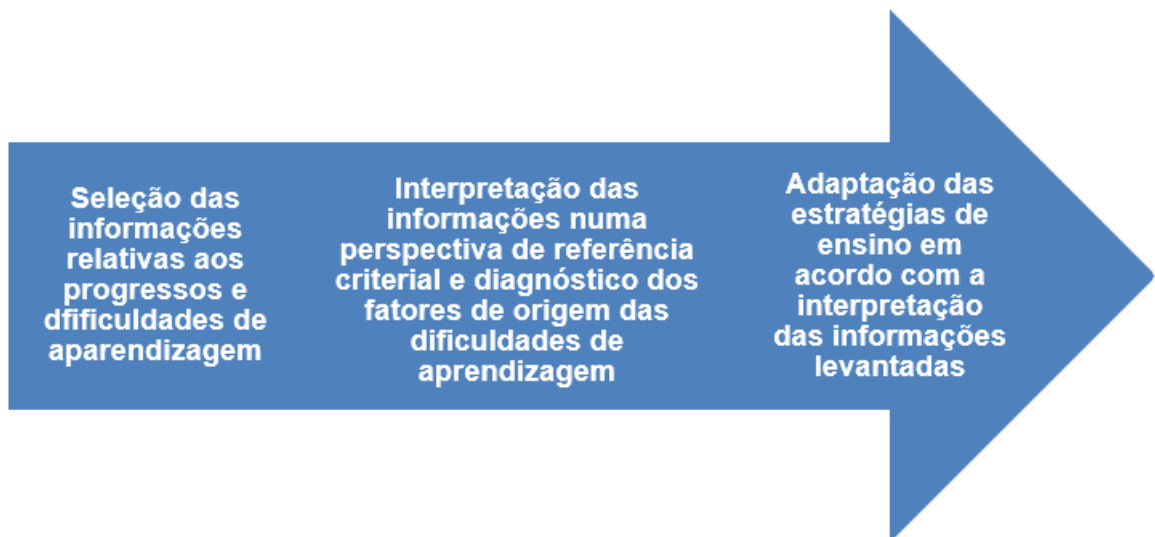 Seleção das
informações
relativas aos
progressos e
dfificuldades de
aparendizagem
Interpretação das
informações numa
perspectiva de referência
criterial e diagnóstico dos
fatores de origem das
dificuldades de
aprendizagem
Adaptação das
estratégias de
ensino em
acordo com a
interpretação
das informações
levantadas